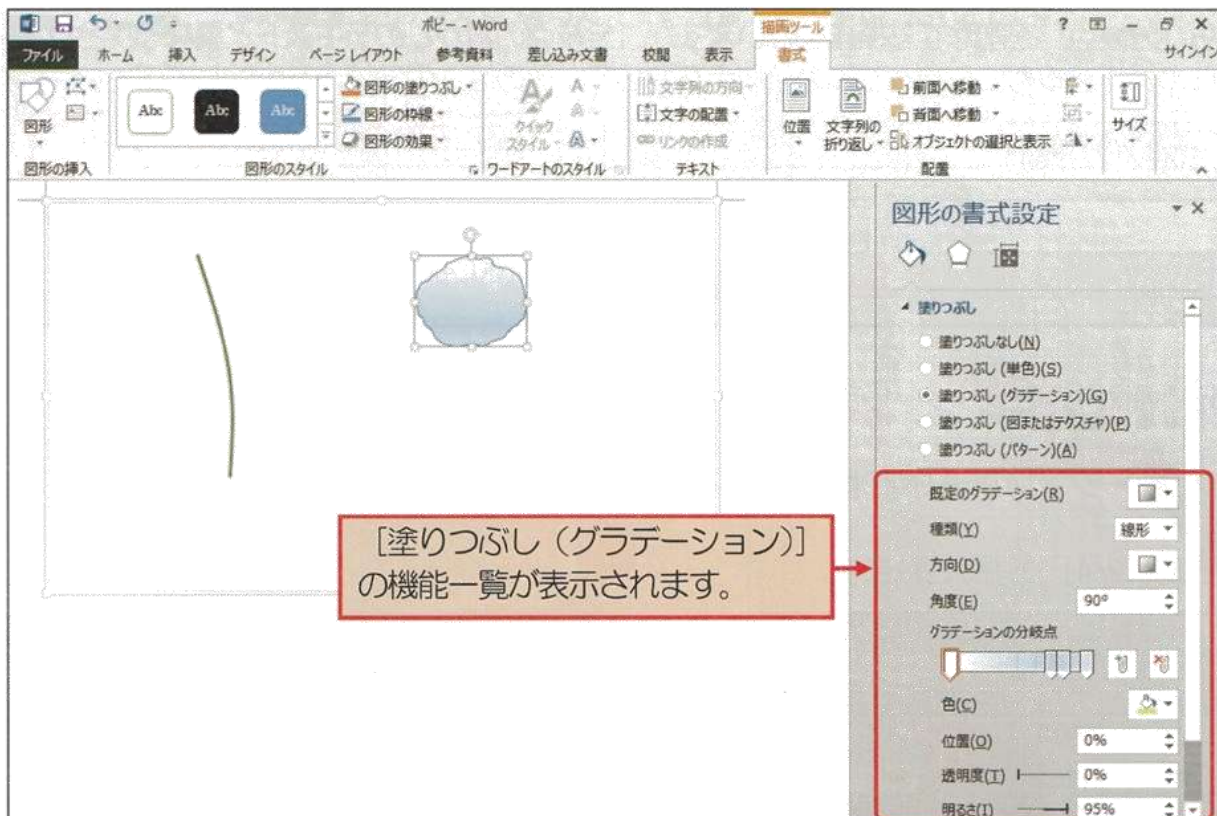 ポピー - Word
描画ツール
ファイル ホーム 挿入 デザイン ページ レイアウト 参考資料 差し込み文書 校閲 表示 書式 サインイン
図形
図形の挿入
Abc Abc Abc
図形の塗りつぶし
図形の枠線
図形の効果
図形のスタイル
クイック
スタイル
ワードアートのスタイル
文字列の方向
文字の配置
リンクの作成
テキスト
位置
文字列の
折り返し
前面へ移動
背面へ移動
オブジェクトの選択と表示
配置
サイズ
図形の書式設定
塗りつぶし
塗りつぶしなし(N)
塗りつぶし (単色)(S)
塗りつぶし (グラデーション)(G)
塗りつぶし (図またはテクスチャ)(P)
塗りつぶし (パターン)(A)
既定のグラデーション(R)
種類(Y) 線形
方向(D)
角度(E) 90°
グラデーションの分岐点
色(C)
位置(O) 0%
透明度(T) 0%
明るさ(I) 95%
[塗りつぶし（グラデーション)]
の機能一覧が表示されます。